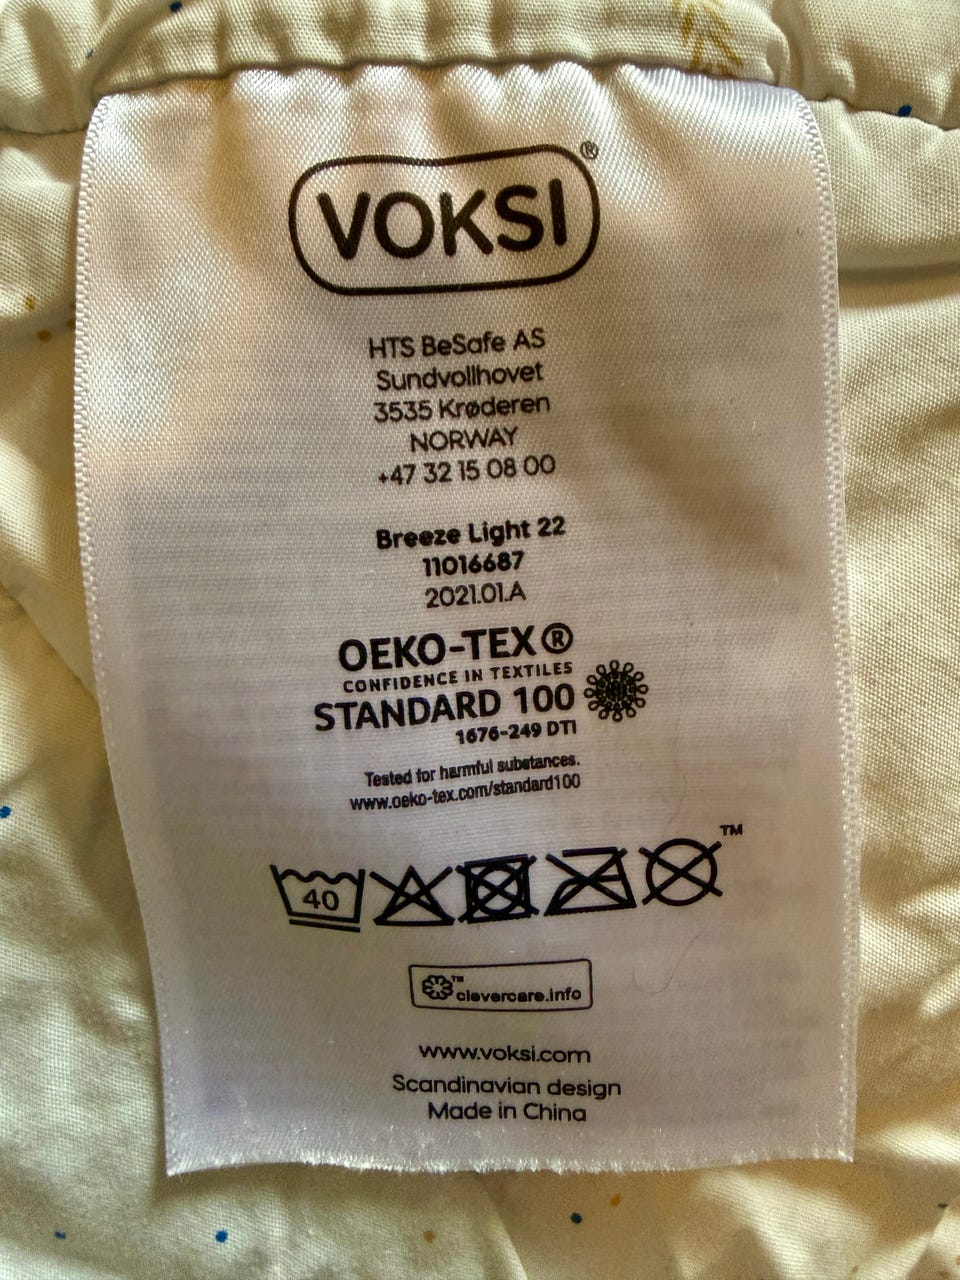 VOKSI®
HTS BeSafe AS
Sundvollhovet
3535 Krøderen
NORWAY
+47 32 15 08 00
Breeze Light 22
11016687
2021.01.A
OEKO-TEX®
CONFIDENCE IN TEXTILES
STANDARD 100
1676-249 DTI
Tested for harmful substances.
www.oeko-tex.com/standard100
40 ™
™ clevercare.info
www.voksi.com
Scandinavian design
Made in China